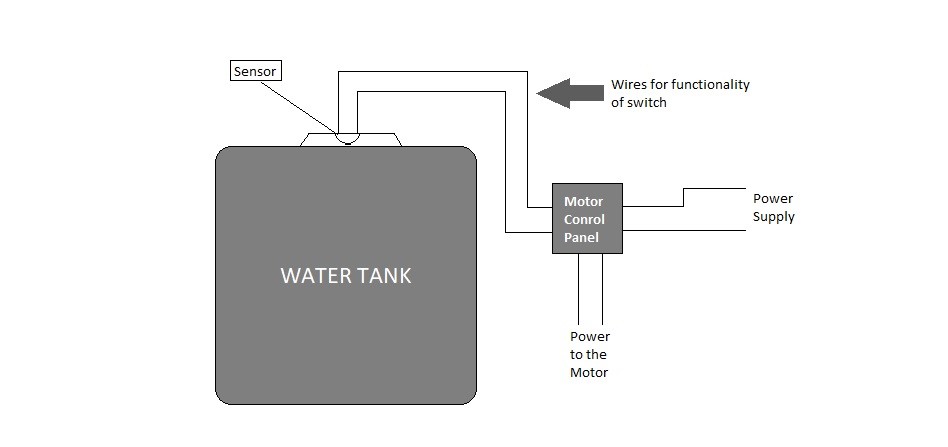 Sensor
Wires for functionality
of switch
Motor
Conrol
Panel
Power
Supply
WATER TANK
Power
to the
Motor